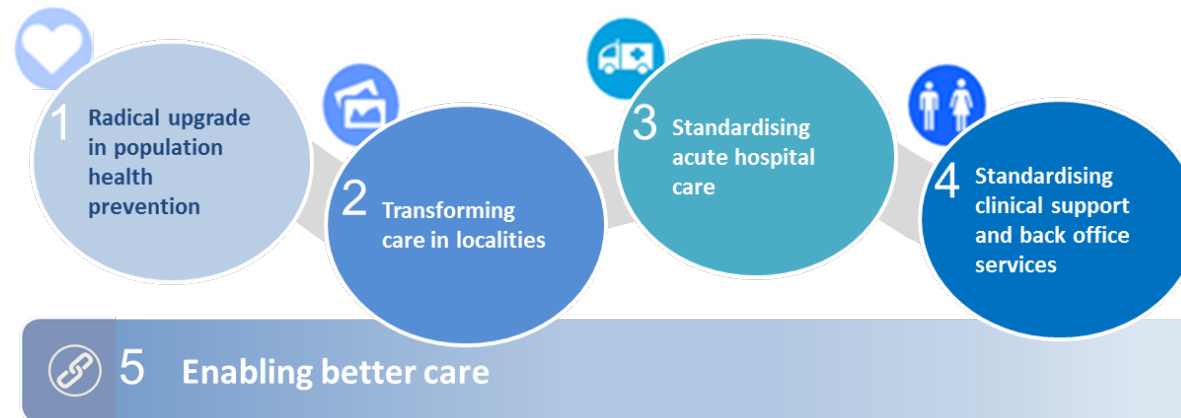 1
Radical upgrade
in population
health
prevention
2
Transforming
care in localities
3
Standardising
acute hospital
care
4
Standardising
clinical support
and back office
services
5 Enabling better care